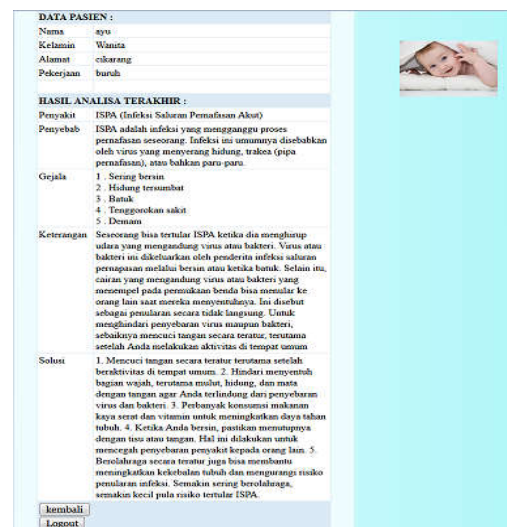 DATA PASIEN :
Nama ayu
Kelamin Wanita
Alamat cikarang
Pekerjaan buruh
HASIL ANALISA TERAKHIR :
Penyakit ISPA (Infeksi Saluran Pernafasan Akut)
Penyebab ISPA adalah infeksi yang mengganggu proses
pernafasan seseorang. Infeksi ini umumnya disebabkan
oleh virus yang menyerang hidung, trakea (pipa
pernafasan), atau bahkan paru-paru.
Gejala 1 . Sering bersin
2 . Hidung tersumbat
3 . Batuk
4 . Tenggorokan sakit
5 . Demam
Keterangan Seseorang bisa tertular ISPA ketika dia menghirup
udara yang mengandung virus atau bakteri. Virus atau
bakteri ini dikeluarkan oleh penderita infeksi saluran
pernapasan melalui bersin atau ketika batuk. Selain itu,
cairan yang mengandung virus atau bakteri yang
menempel pada permukaan benda bisa menular ke
orang lain saat mereka menyentuhnya. Ini disebut
sebagai penularan secara tidak langsung. Untuk
menghindari penyebaran virus maupun bakteri,
sebaiknya mencuci tangan secara teratur, terutama
setelah Anda melakukan aktivitas di tempat umum
Solusi 1. Mencuci tangan secara teratur terutama setelah
beraktivitas di tempat umum. 2. Hindari menyentuh
bagian wajah, terutama mulut, hidung, dan mata
dengan tangan agar Anda terlindung dari penyebaran
virus dan bakteri. 3. Perbanyak konsumsi makanan
kaya serat dan vitamin untuk meningkatkan daya tahan
tubuh. 4. Ketika Anda bersin, pastikan menutupnya
dengan tisu atau tangan. Hal ini dilakukan untuk
mencegah penyebaran penyakit kepada orang lain. 5.
Berolahraga secara teratur juga bisa membantu
meningkatkan kekebalan tubuh dan mengurangi risiko
penularan infeksi. Semakin sering berolahraga,
semakin kecil pula risiko tertular ISPA.
kembali
Logout